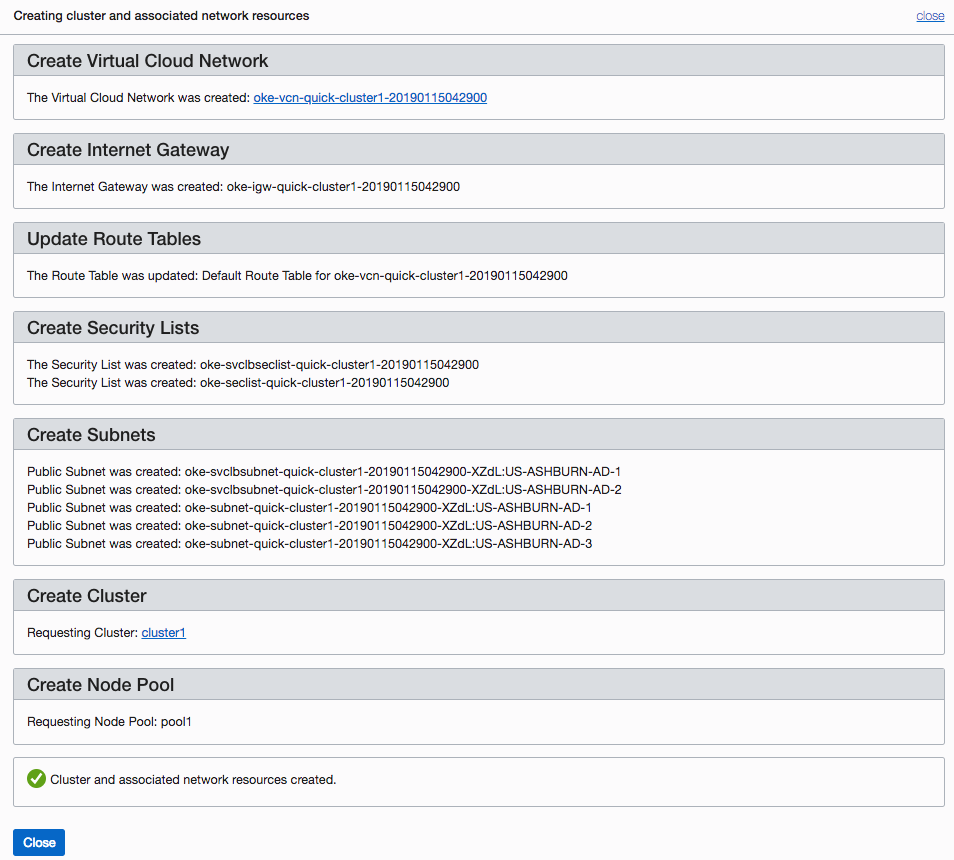 Creating cluster and associated network resources
close
Create Virtual Cloud Network
The Virtual Cloud Network was created: oke-vcn-quick-cluster1-20190115042900
Create Internet Gateway
The Internet Gateway was created: oke-igw-quick-cluster1-20190115042900
Update Route Tables
The Route Table was updated: Default Route Table for oke-vcn-quick-cluster1-20190115042900
Create Security Lists
The Security List was created: oke-svclbseclist-quick-cluster1-20190115042900
The Security List was created: oke-seclist-quick-cluster1-20190115042900
Create Subnets
Public Subnet was created: oke-svclbsubnet-quick-cluster1-20190115042900-XZdL:US-ASHBURN-AD-1
Public Subnet was created: oke-svclbsubnet-quick-cluster1-20190115042900-XZdL:US-ASHBURN-AD-2
Public Subnet was created: oke-subnet-quick-cluster1-20190115042900-XZdL:US-ASHBURN-AD-1
Public Subnet was created: oke-subnet-quick-cluster1-20190115042900-XZdL:US-ASHBURN-AD-2
Public Subnet was created: oke-subnet-quick-cluster1-20190115042900-XZdL:US-ASHBURN-AD-3
Create Cluster
Requesting Cluster: cluster1
Create Node Pool
Requesting Node Pool: pool1
Cluster and associated network resources created.
Close